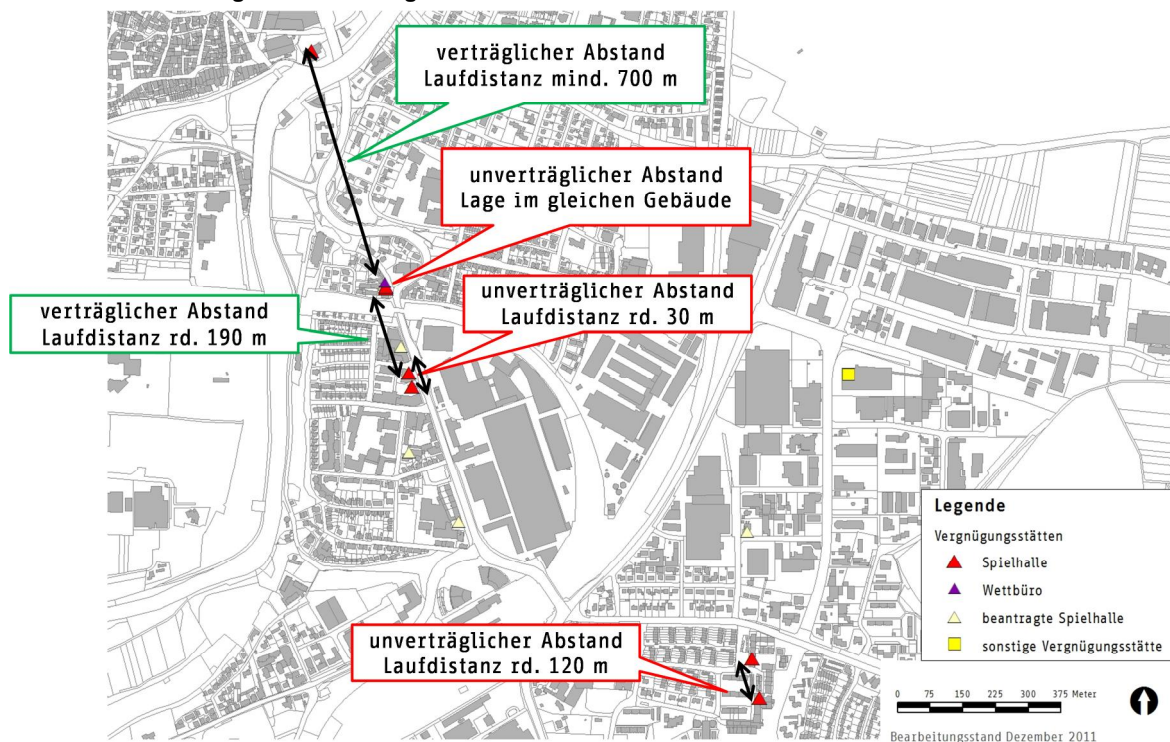 verträglicher Abstand
Laufdistanz mind. 700 m
unverträglicher Abstand
Lage im gleichen Gebäude
unverträglicher Abstand
Laufdistanz rd. 30 m
verträglicher Abstand
Laufdistanz rd. 190 m
unverträglicher Abstand
Laufdistanz rd. 120 m
Legende
Vergnügungsstätten
Spielhalle
Wettbüro
beantragte Spielhalle
sonstige Vergnügungsstätte
0 75 150 225 300 375 Meter
Bearbeitungsstand Dezember 2011